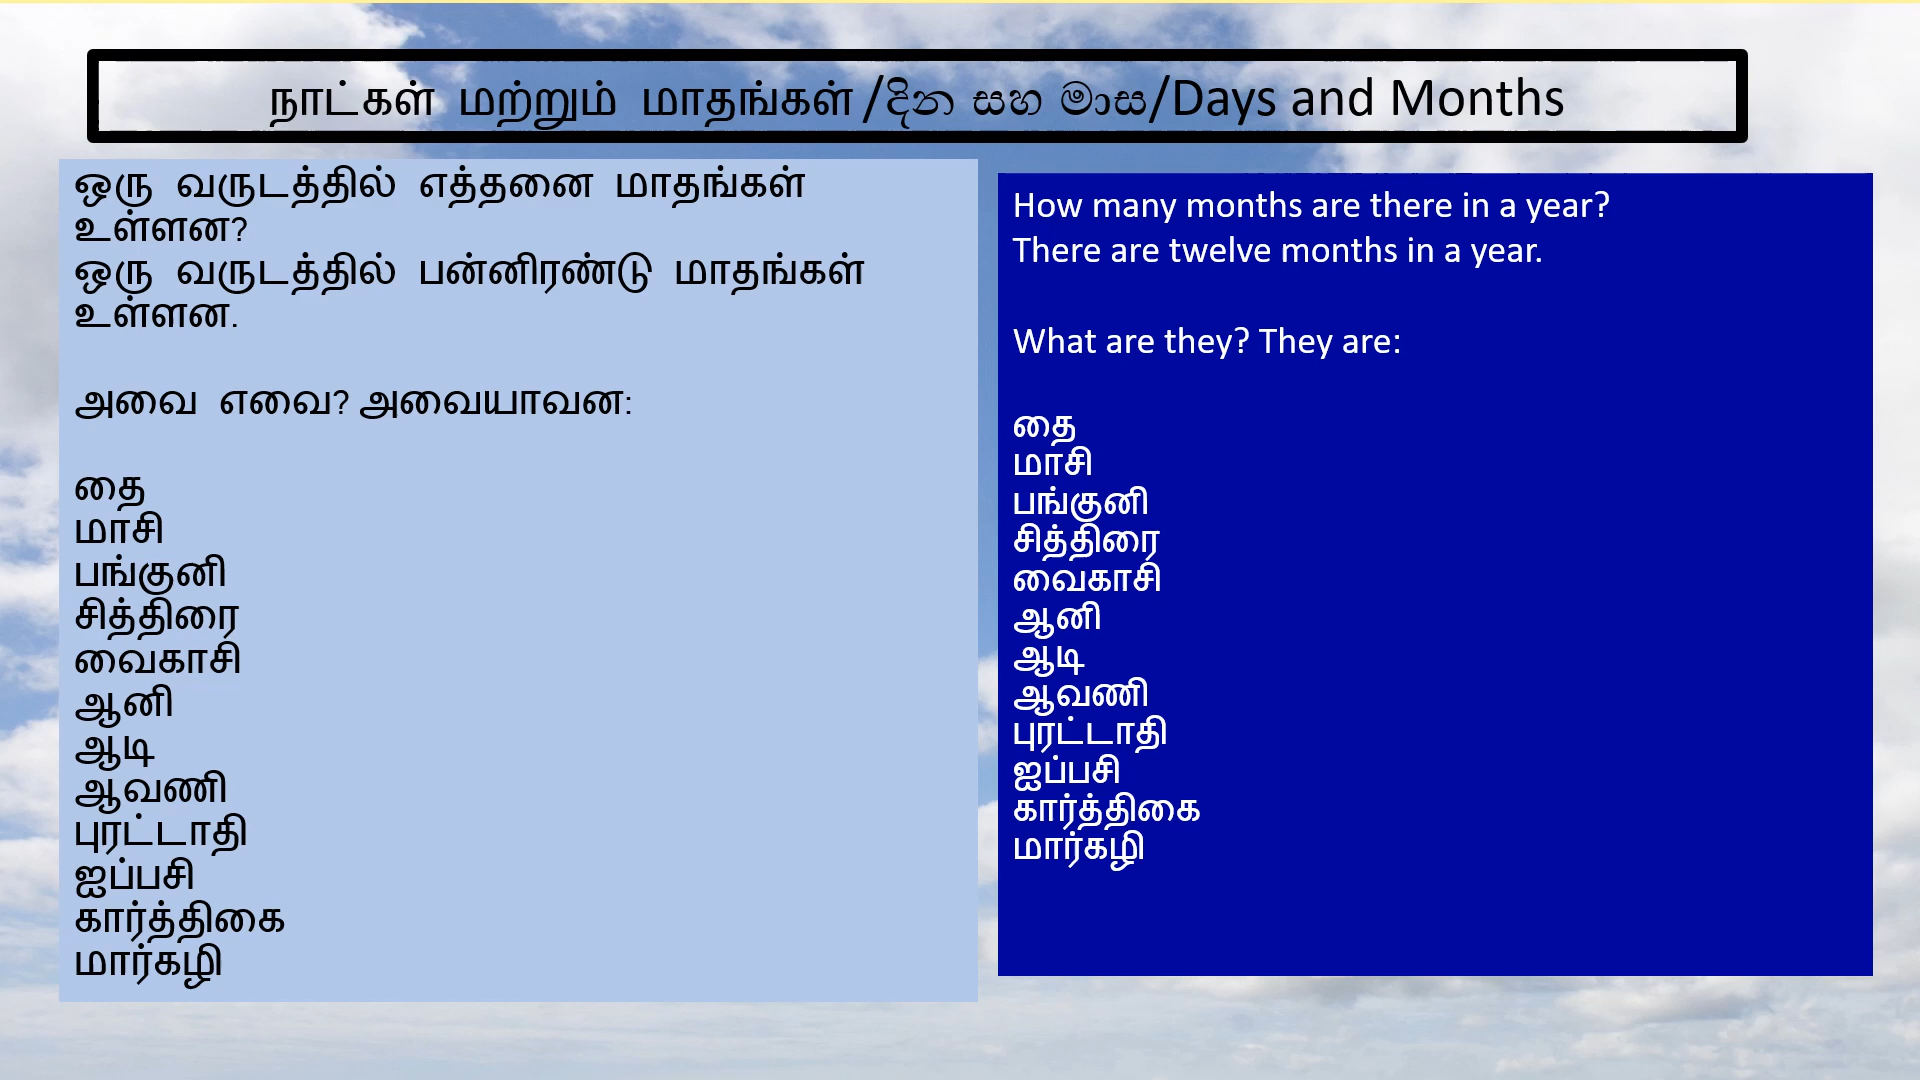 நாட்கள் மற்றும் மாதங்கள்/දින සහ මාස/Days and Months
ஒரு வருடத்தில் எத்தனை மாதங்கள்
உள்ளன?
ஒரு வருடத்தில் பன்னிரண்டு மாதங்கள்
உள்ளன.
அவை எவை? அவையாவன:
தை
மாசி
பங்குனி
சித்திரை
வைகாசி
ஆனி
ஆடி
ஆவணி
புரட்டாதி
ஐப்பசி
கார்த்திகை
மார்கழி
How many months are there in a year?
There are twelve months in a year.
What are they? They are:
தை
மாசி
பங்குனி
சித்திரை
வைகாசி
ஆனி
ஆடி
ஆவணி
புரட்டாதி
ஐப்பசி
கார்த்திகை
மார்கழி